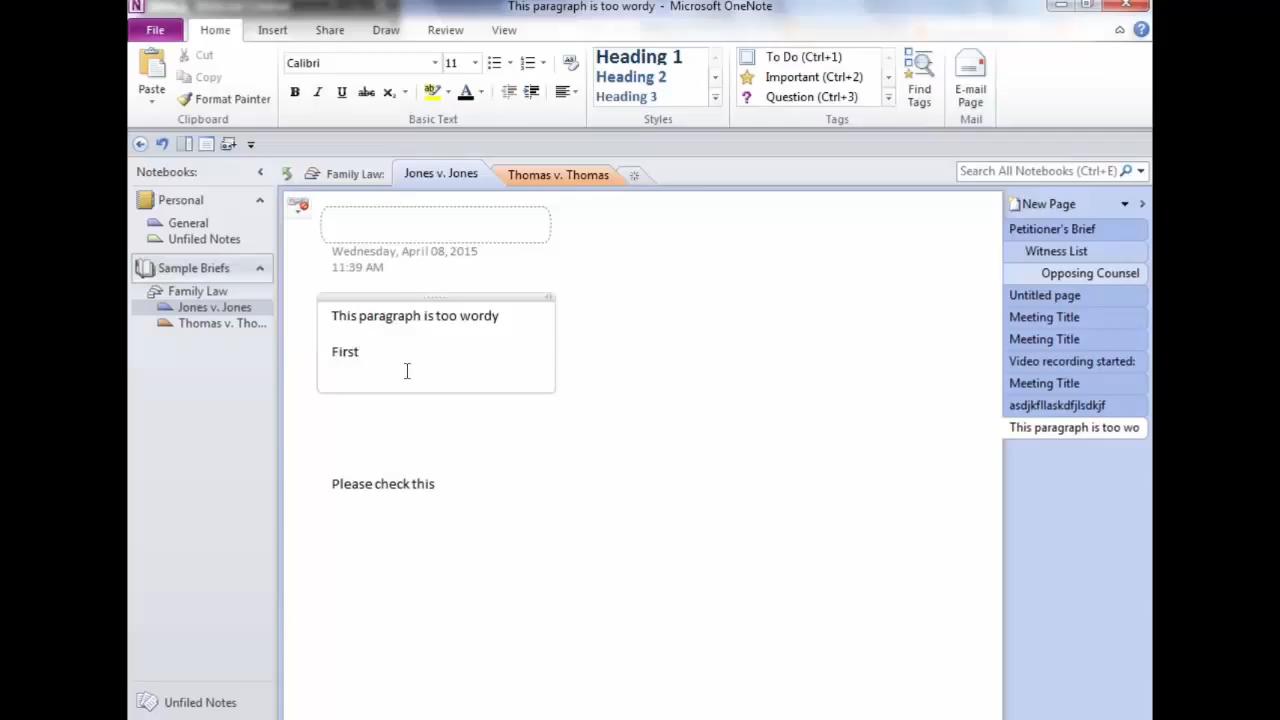 This paragraph is too wordy - Microsoft OneNote
File Home Insert Share Draw Review View
Paste
Cut
Copy
Format Painter
Clipboard
Calibri 11
B I U abc X₂ ab A
Basic Text
Heading 1
Heading 2
Heading 3
Styles
To Do (Ctrl+1)
Important (Ctrl+2)
? Question (Ctrl+3)
Tags
Find
Tags
E-mail
Page
Mail
Notebooks:
Personal
General
Unfiled Notes
Sample Briefs
Family Law
Jones v. Jones
Thomas v. Tho...
Unfiled Notes
Family Law: Jones v. Jones Thomas v. Thomas
Search All Notebooks (Ctrl+E)
Wednesday, April 08, 2015
11:39 AM
This paragraph is too wordy
First
Please check this
New Page
Petitioner's Brief
Witness List
Opposing Counsel
Untitled page
Meeting Title
Meeting Title
Video recording started:
Meeting Title
asdjkfllaskdfjlsdkjf
This paragraph is too wo